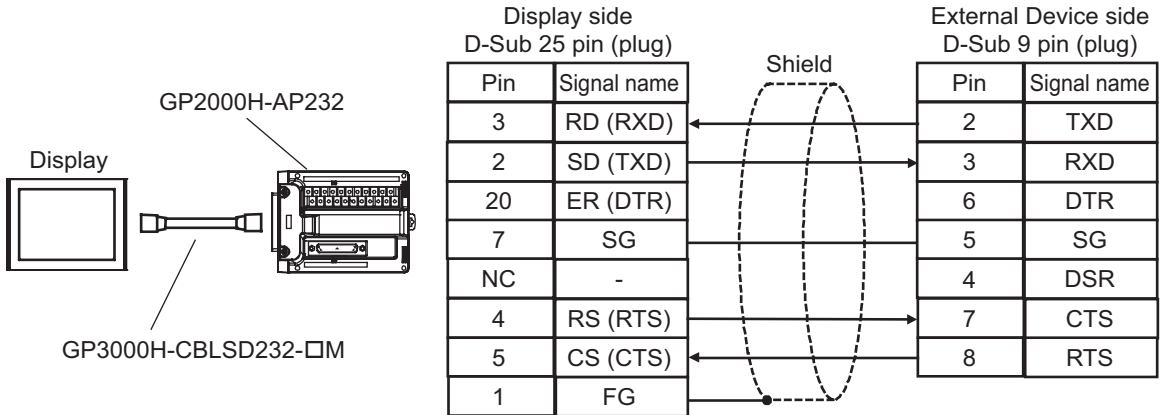 Display side
D-Sub 25 pin (plug)
External Device side
D-Sub 9 pin (plug)
Shield
GP2000H-AP232
Display
GP3000H-CBLSD232-□M
Pin Signal name
3 RD (RXD)
2 SD (TXD)
20 ER (DTR)
7 SG
NC -
4 RS (RTS)
5 CS (CTS)
1 FG
Pin Signal name
2 TXD
3 RXD
6 DTR
5 SG
4 DSR
7 CTS
8 RTS